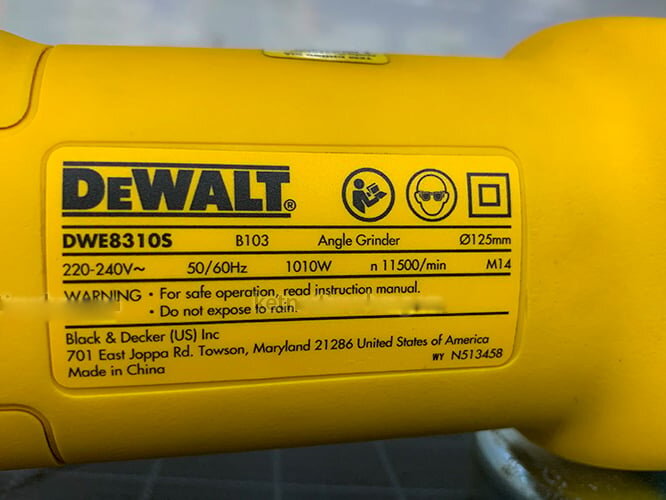 DEWALT®
DWE8310S B103 Angle Grinder Ø125mm
220-240V~ 50/60Hz 1010W n 11500/min M14
WARNING • For safe operation, read instruction manual.
• Do not expose to rain.
Black & Decker (US) Inc
701 East Joppa Rd. Towson, Maryland 21286 United States of America
WY N513458
Made in China